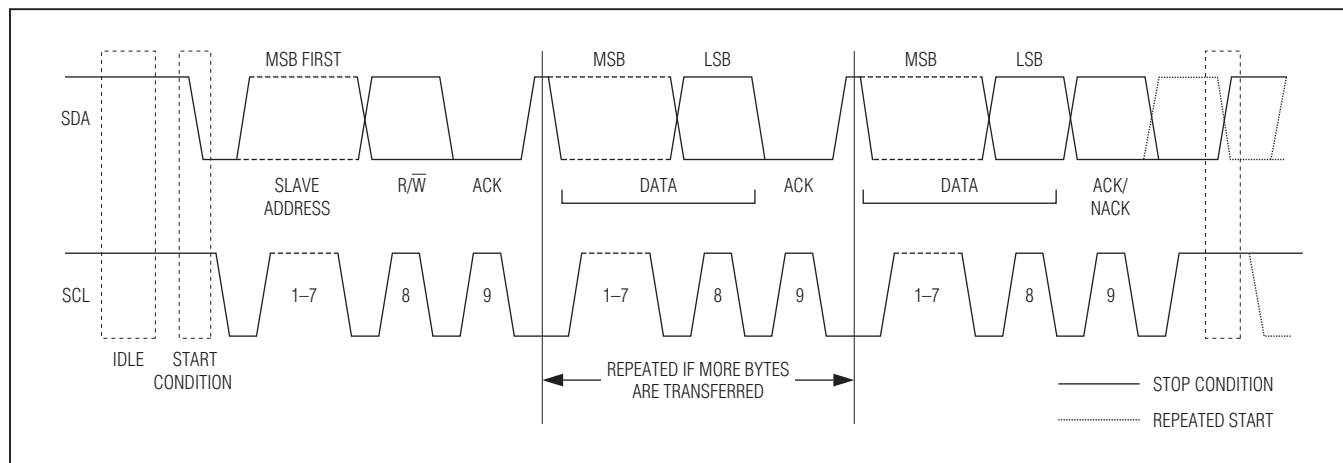 MSB FIRST
MSB
LSB
MSB
LSB
SDA
SLAVE
ADDRESS
R/W̅
ACK
DATA
ACK
DATA
ACK/
NACK
SCL
1–7
8
9
1–7
8
9
1–7
8
9
IDLE
START
CONDITION
REPEATED IF MORE BYTES
ARE TRANSFERRED
STOP CONDITION
REPEATED START